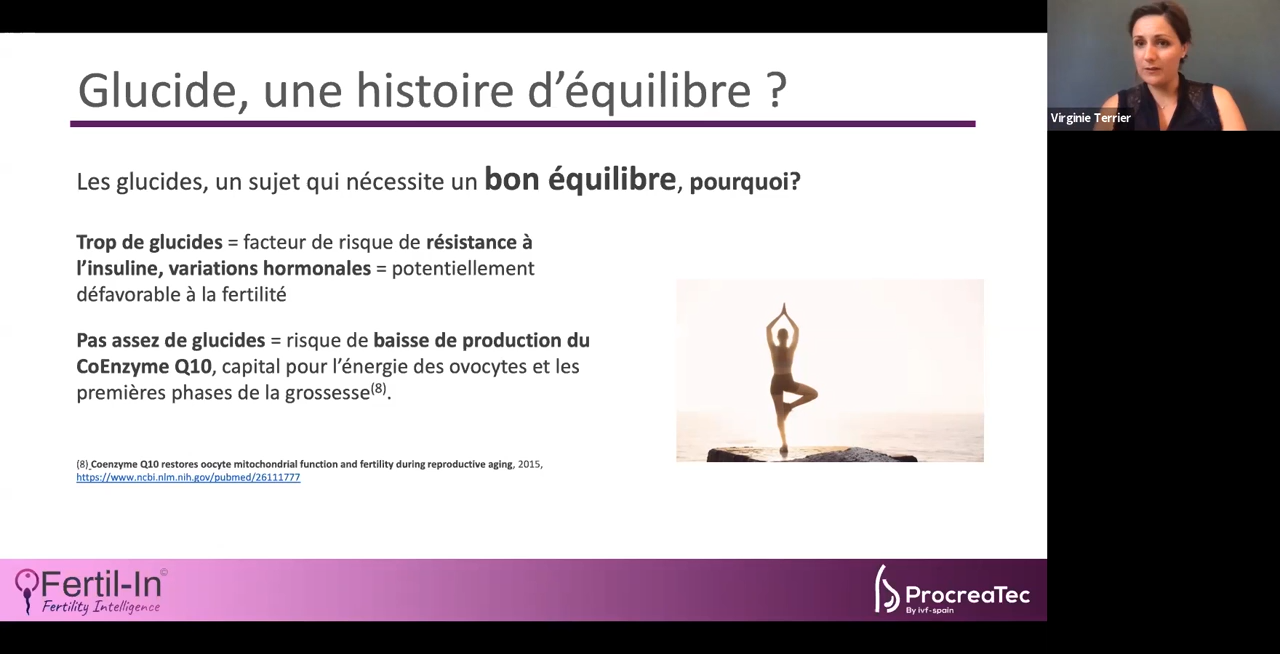 Glucide, une histoire d’équilibre ?
Virginie Terrier
Les glucides, un sujet qui nécessite un bon équilibre, pourquoi?
Trop de glucides = facteur de risque de résistance à
l’insuline, variations hormonales = potentiellement
défavorable à la fertilité
Pas assez de glucides = risque de baisse de production du
CoEnzyme Q10, capital pour l’énergie des ovocytes et les
premières phases de la grossesse(8).
(8) Coenzyme Q10 restores oocyte mitochondrial function and fertility during reproductive aging, 2015,
https://www.ncbi.nlm.nih.gov/pubmed/26111777
Fertil-In©
Fertility Intelligence
ProcreaTec
By ivf-spain